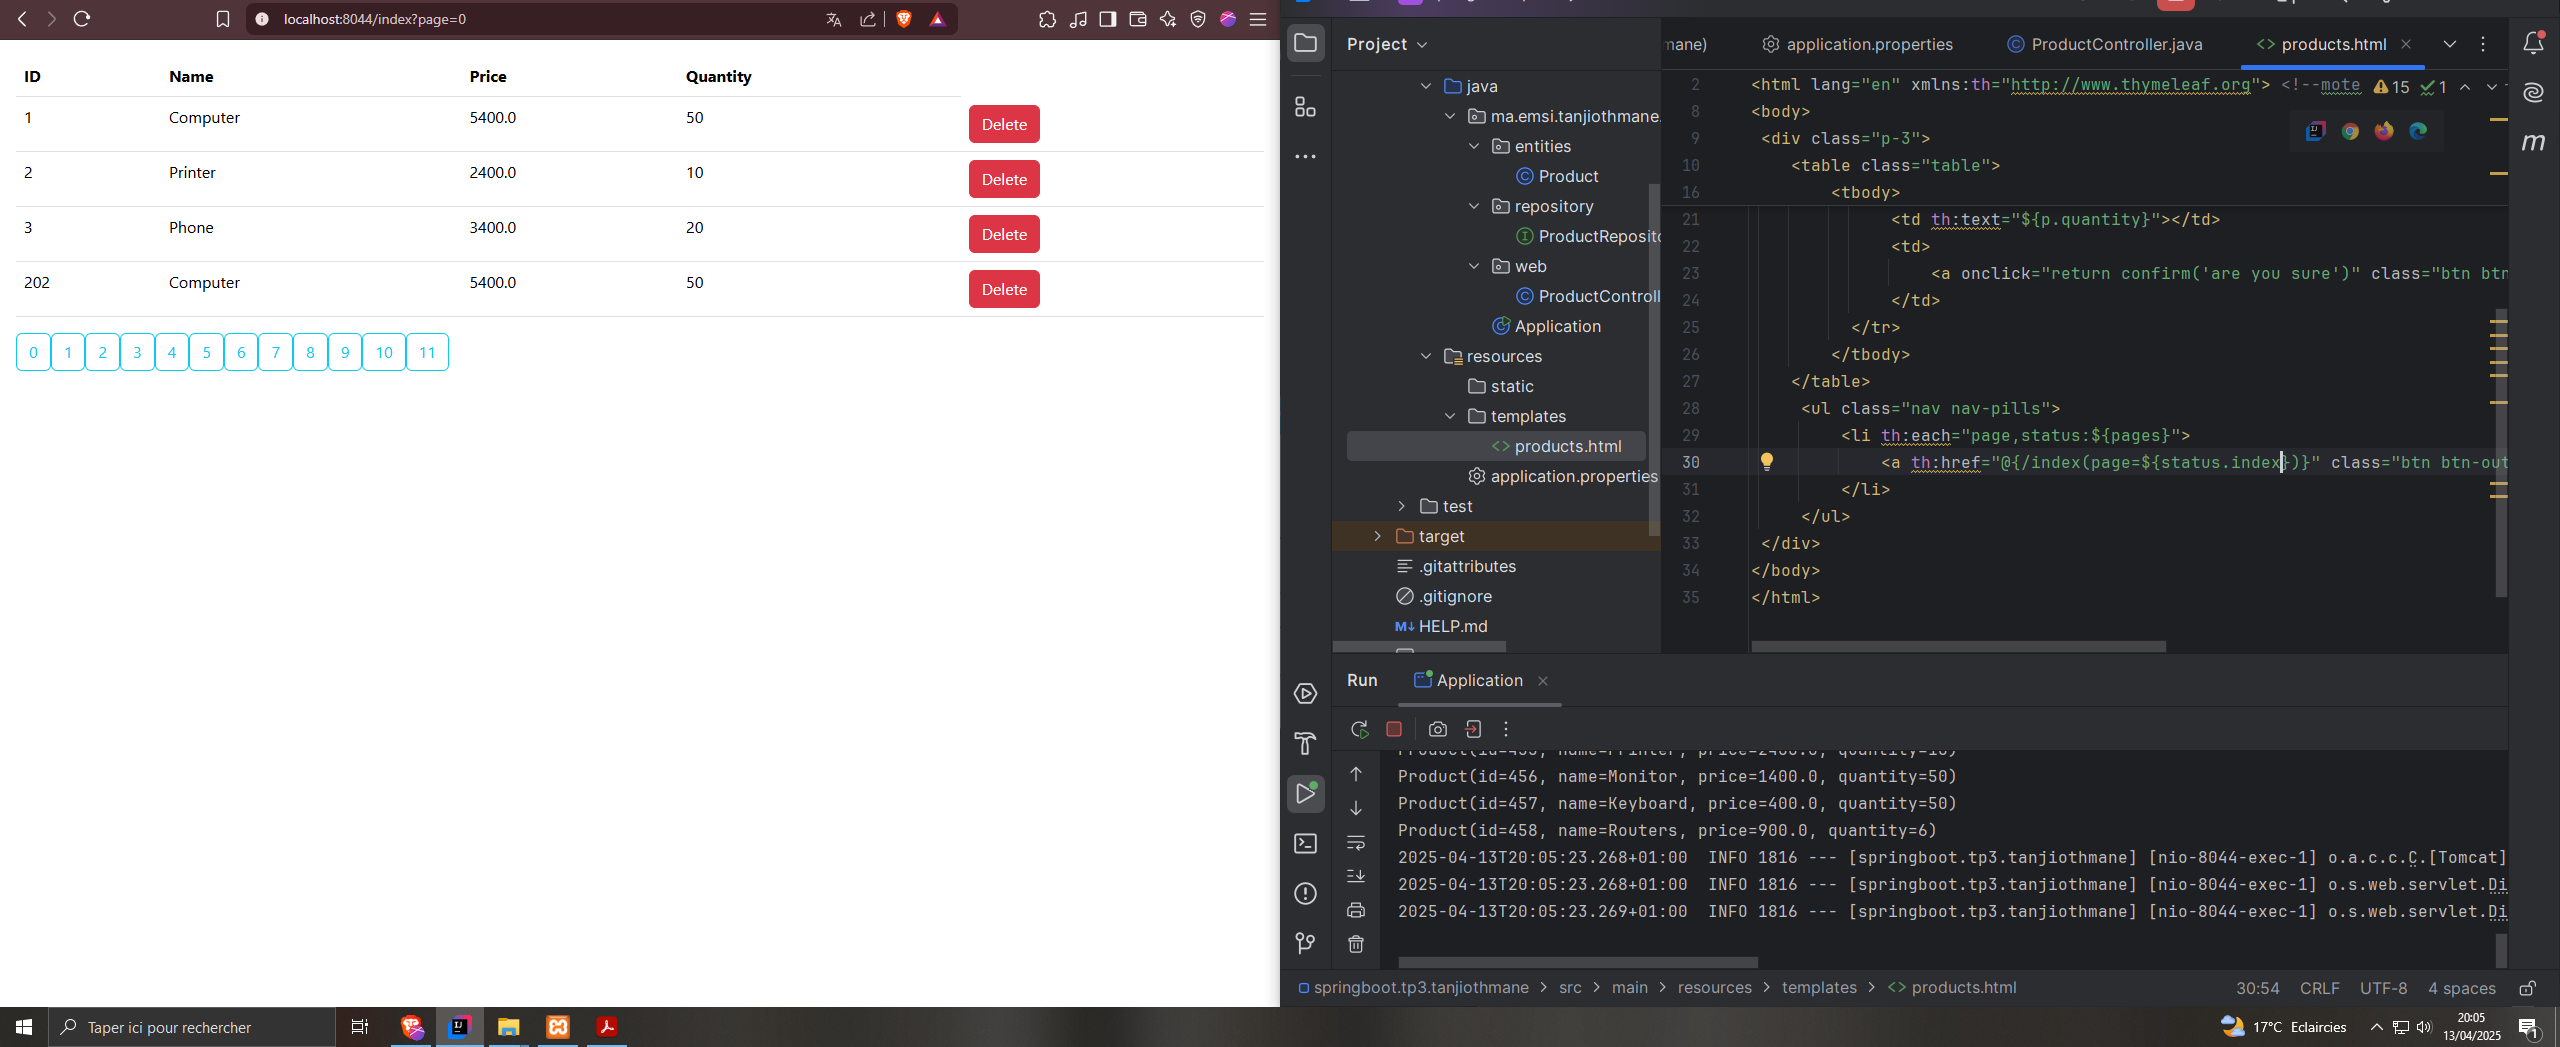 localhost:8044/index?page=0
ID Name Price Quantity
1 Computer 5400.0 50 Delete
2 Printer 2400.0 10 Delete
3 Phone 3400.0 20 Delete
202 Computer 5400.0 50 Delete
0 1 2 3 4 5 6 7 8 9 10 11
Project
java
ma.emsi.tanjiothmane.
entities
Product
repository
ProductReposito
web
ProductControll
Application
resources
static
templates
products.html
application.properties
test
target
.gitattributes
.gitignore
M↓ HELP.md
mane) application.properties ProductController.java products.html
15 1
2 <html lang="en" xmlns:th="http://www.thymeleaf.org"> <!--mote
8 <body>
9 <div class="p-3">
10 <table class="table">
16 <tbody>
21 <td th:text="${p.quantity}"></td>
22 <td>
23 <a onclick="return confirm('are you sure')" class="btn btn
24 </td>
25 </tr>
26 </tbody>
27 </table>
28 <ul class="nav nav-pills">
29 <li th:each="page,status:${pages}">
30 <a th:href="@{/index(page=${status.index})}" class="btn btn-out
31 </li>
32 </ul>
33 </div>
34 </body>
35 </html>
m
Run Application
Product(id=455, name=Printer, price=2400.0, quantity=10)
Product(id=456, name=Monitor, price=1400.0, quantity=50)
Product(id=457, name=Keyboard, price=400.0, quantity=50)
Product(id=458, name=Routers, price=900.0, quantity=6)
2025-04-13T20:05:23.268+01:00 INFO 1816 --- [springboot.tp3.tanjiothmane] [nio-8044-exec-1] o.a.c.c.C.[Tomcat]
2025-04-13T20:05:23.268+01:00 INFO 1816 --- [springboot.tp3.tanjiothmane] [nio-8044-exec-1] o.s.web.servlet.Di
2025-04-13T20:05:23.269+01:00 INFO 1816 --- [springboot.tp3.tanjiothmane] [nio-8044-exec-1] o.s.web.servlet.Di
springboot.tp3.tanjiothmane > src > main > resources > templates > products.html
30:54 CRLF UTF-8 4 spaces
Taper ici pour rechercher
17°C Eclaircies
20:05
13/04/2025
1